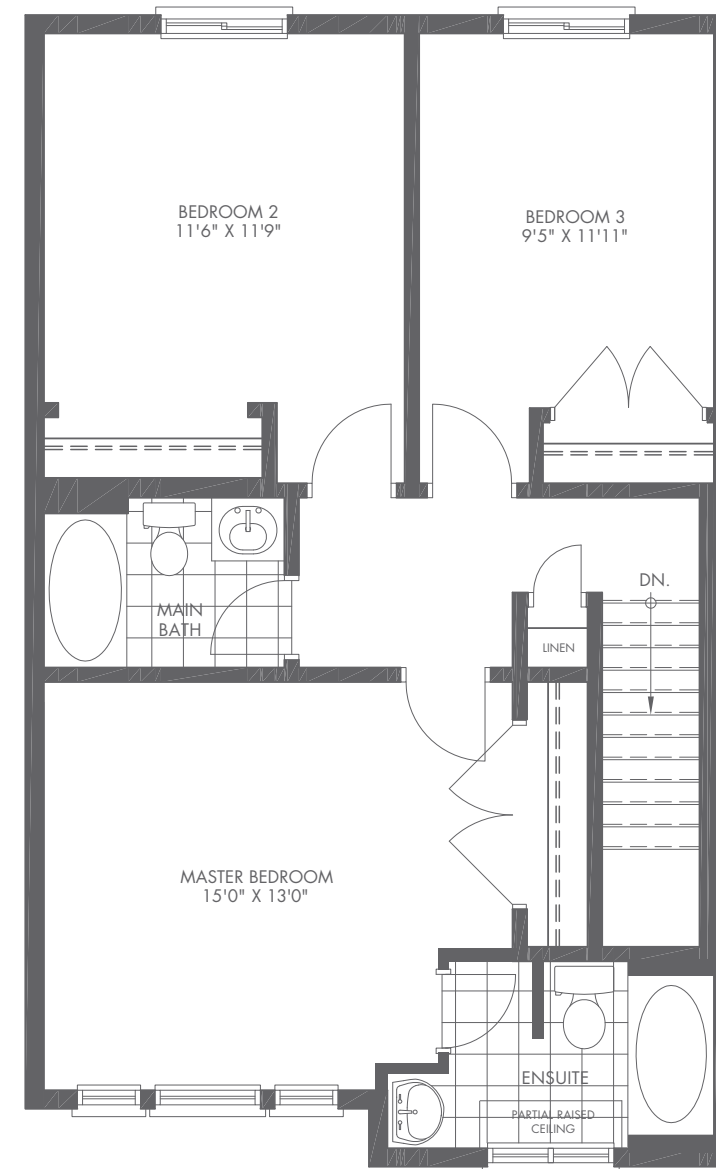 BEDROOM 2
11'6" X 11'9"
BEDROOM 3
9'5" X 11'11"
DN.
MAIN
BATH
LINEN
MASTER BEDROOM
15'0" X 13'0"
ENSUITE
PARTIAL RAISED
CEILING